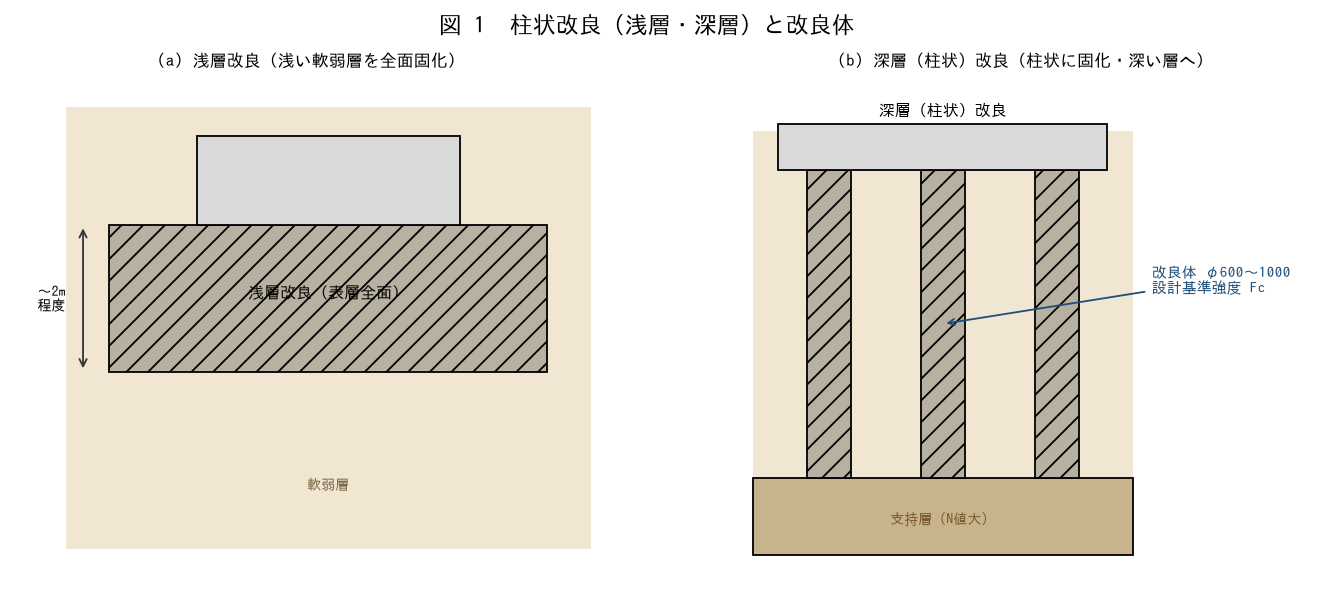 図 1　柱状改良（浅層・深層）と改良体
（a）浅層改良（浅い軟弱層を全面固化）
（b）深層（柱状）改良（柱状に固化・深い層へ）
深層（柱状）改良
改良体 φ600～1000
設計基準強度 Fc
～2m
程度
浅層改良（表層全面）
軟弱層
支持層（N値大）